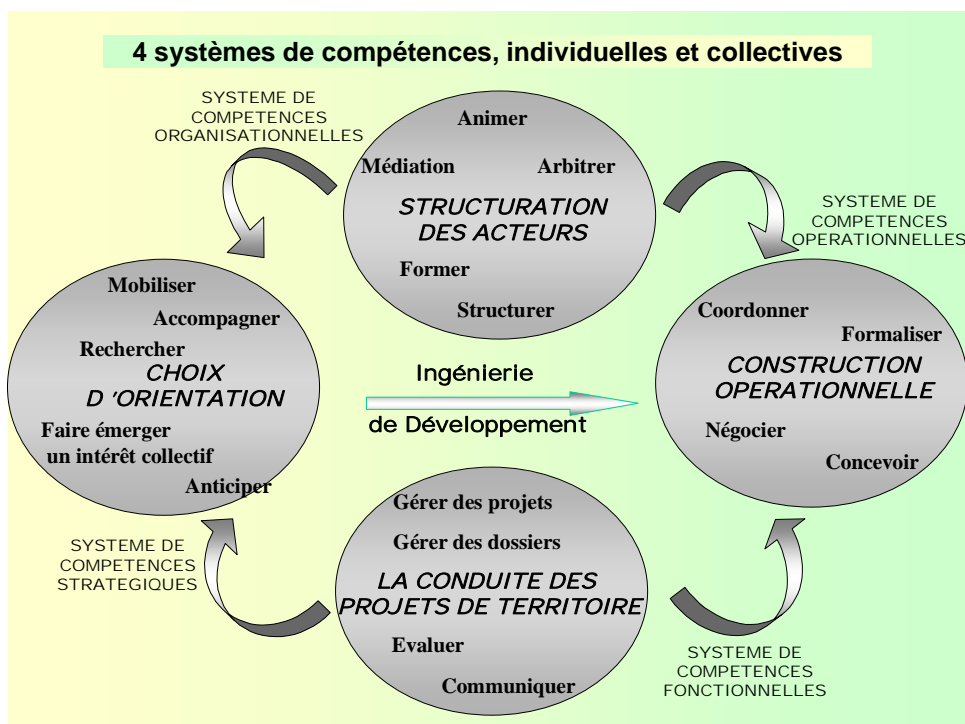 4 systèmes de compétences, individuelles et collectives
SYSTEME DE
COMPETENCES
ORGANISATIONNELLES
Animer
Médiation
Arbitrer
STRUCTURATION
DES ACTEURS
Former
Structurer
SYSTEME DE
COMPETENCES
OPERATIONNELLES
Mobiliser
Accompagner
Rechercher
CHOIX
D 'ORIENTATION
Faire émerger
un intérêt collectif
Anticiper
Ingénierie
de Développement
Coordonner
Formaliser
CONSTRUCTION
OPERATIONNELLE
Négocier
Concevoir
SYSTEME DE
COMPETENCES
STRATEGIQUES
Gérer des projets
Gérer des dossiers
LA CONDUITE DES
PROJETS DE TERRITOIRE
Evaluer
Communiquer
SYSTEME DE
COMPETENCES
FONCTIONNELLES